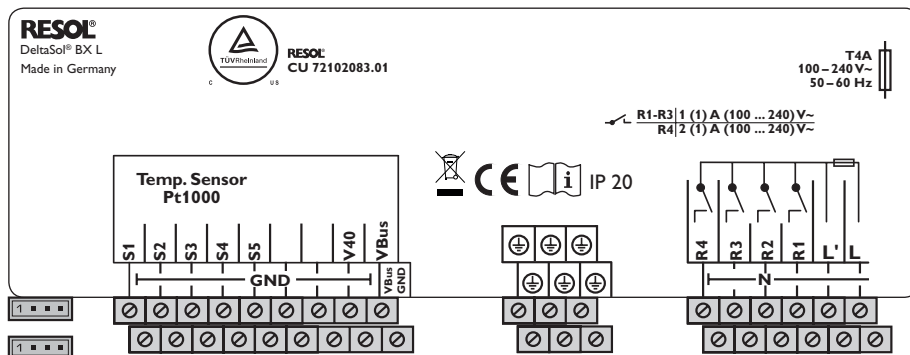 RESOL®
DeltaSol® BX L
Made in Germany
TÜVRheinland
C US
RESOL®
CU 72102083.01
T4A
100 – 240 V~
50 – 60 Hz
R1-R3 1 (1) A (100 ... 240) V~
R4 2 (1) A (100 ... 240) V~
Temp. Sensor
Pt1000
i IP 20
S1 S2 S3 S4 S5 V40 VBus
GND
VBus
GND
R4 R3 R2 R1 L' L
N
1
1